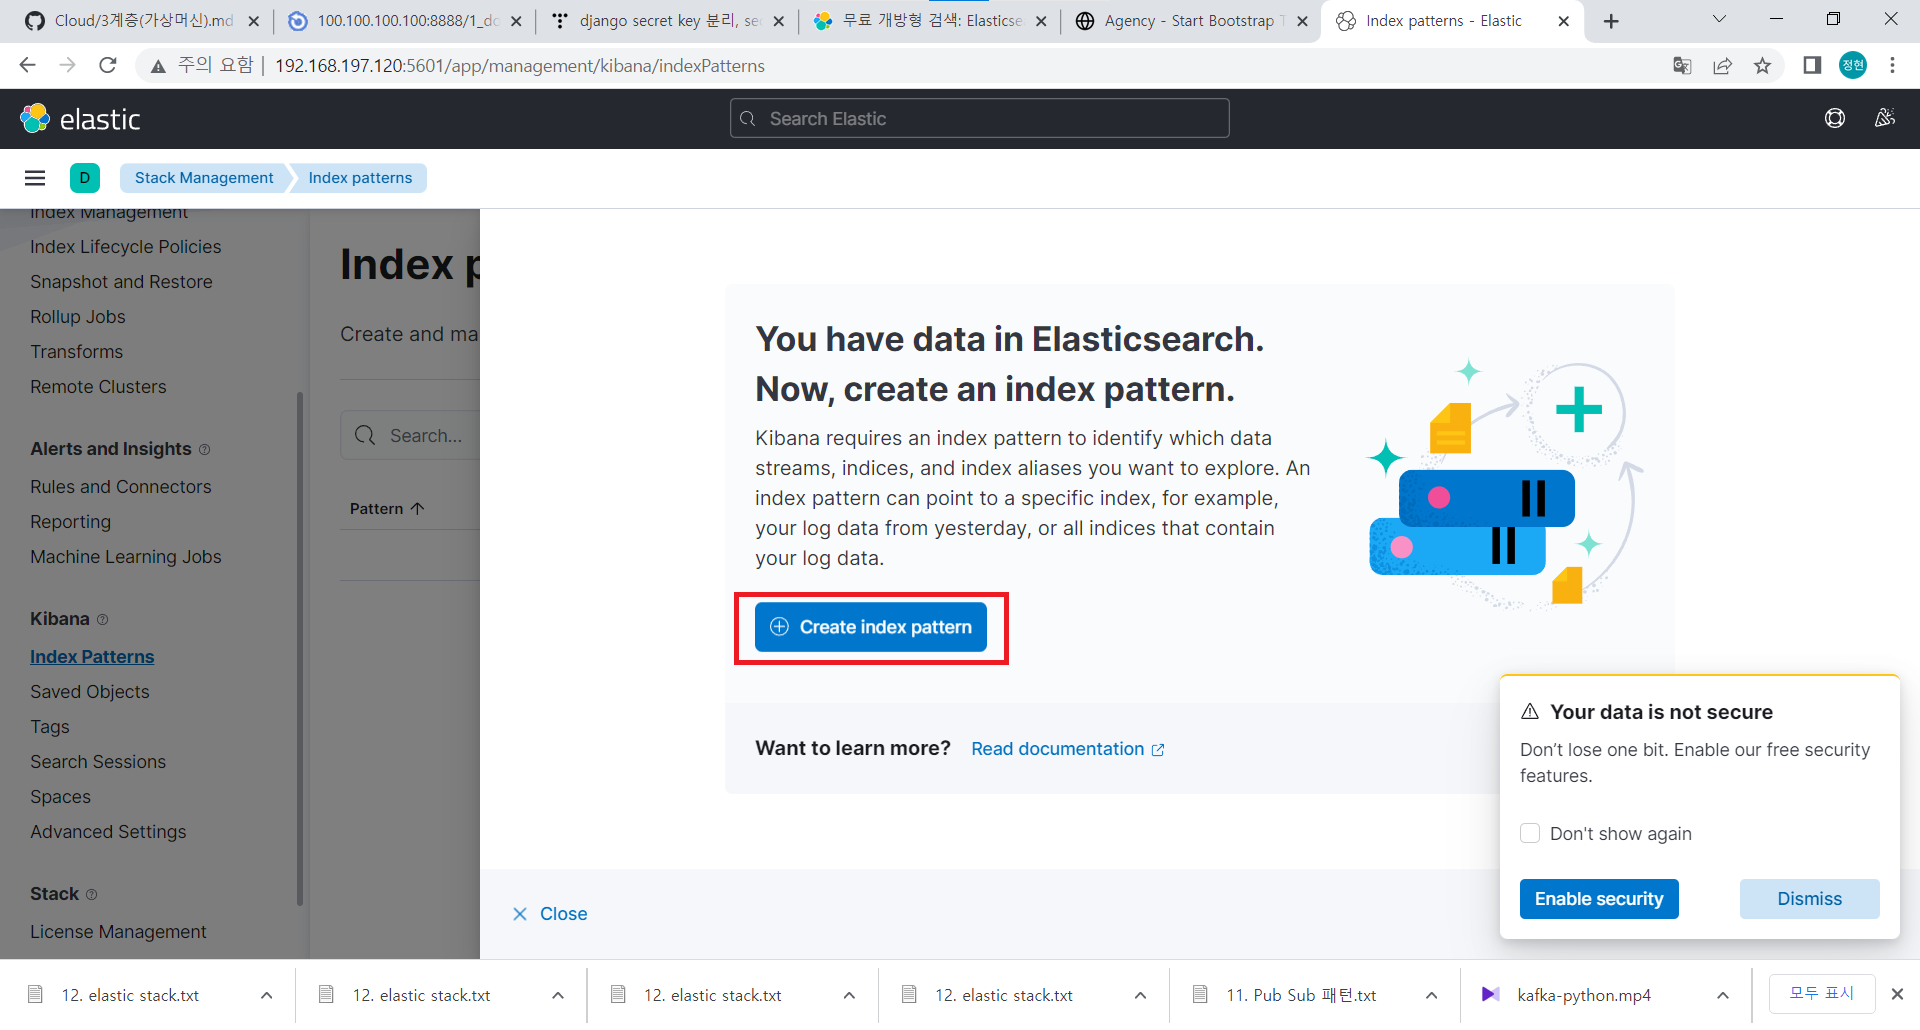 Cloud/3계층(가상머신).md
100.100.100.100:8888/1_dc
django secret key 분리, se
무료 개방형 검색: Elasticse
Agency - Start Bootstrap T
Index patterns - Elastic
주의 요함 | 192.168.197.120:5601/app/management/kibana/indexPatterns
정현
elastic
Search Elastic
D
Stack Management
Index patterns
Index Management
Index Lifecycle Policies
Snapshot and Restore
Rollup Jobs
Transforms
Remote Clusters
Alerts and Insights
Rules and Connectors
Reporting
Machine Learning Jobs
Kibana
Index Patterns
Saved Objects
Tags
Search Sessions
Spaces
Advanced Settings
Stack
License Management
Index p
Create and ma
Search...
Pattern
You have data in Elasticsearch.
Now, create an index pattern.
Kibana requires an index pattern to identify which data
streams, indices, and index aliases you want to explore. An
index pattern can point to a specific index, for example,
your log data from yesterday, or all indices that contain
your log data.
Create index pattern
Want to learn more? Read documentation
Close
Your data is not secure
Don’t lose one bit. Enable our free security
features.
Don't show again
Enable security
Dismiss
12. elastic stack.txt
12. elastic stack.txt
12. elastic stack.txt
12. elastic stack.txt
11. Pub Sub 패턴.txt
kafka-python.mp4
모두 표시